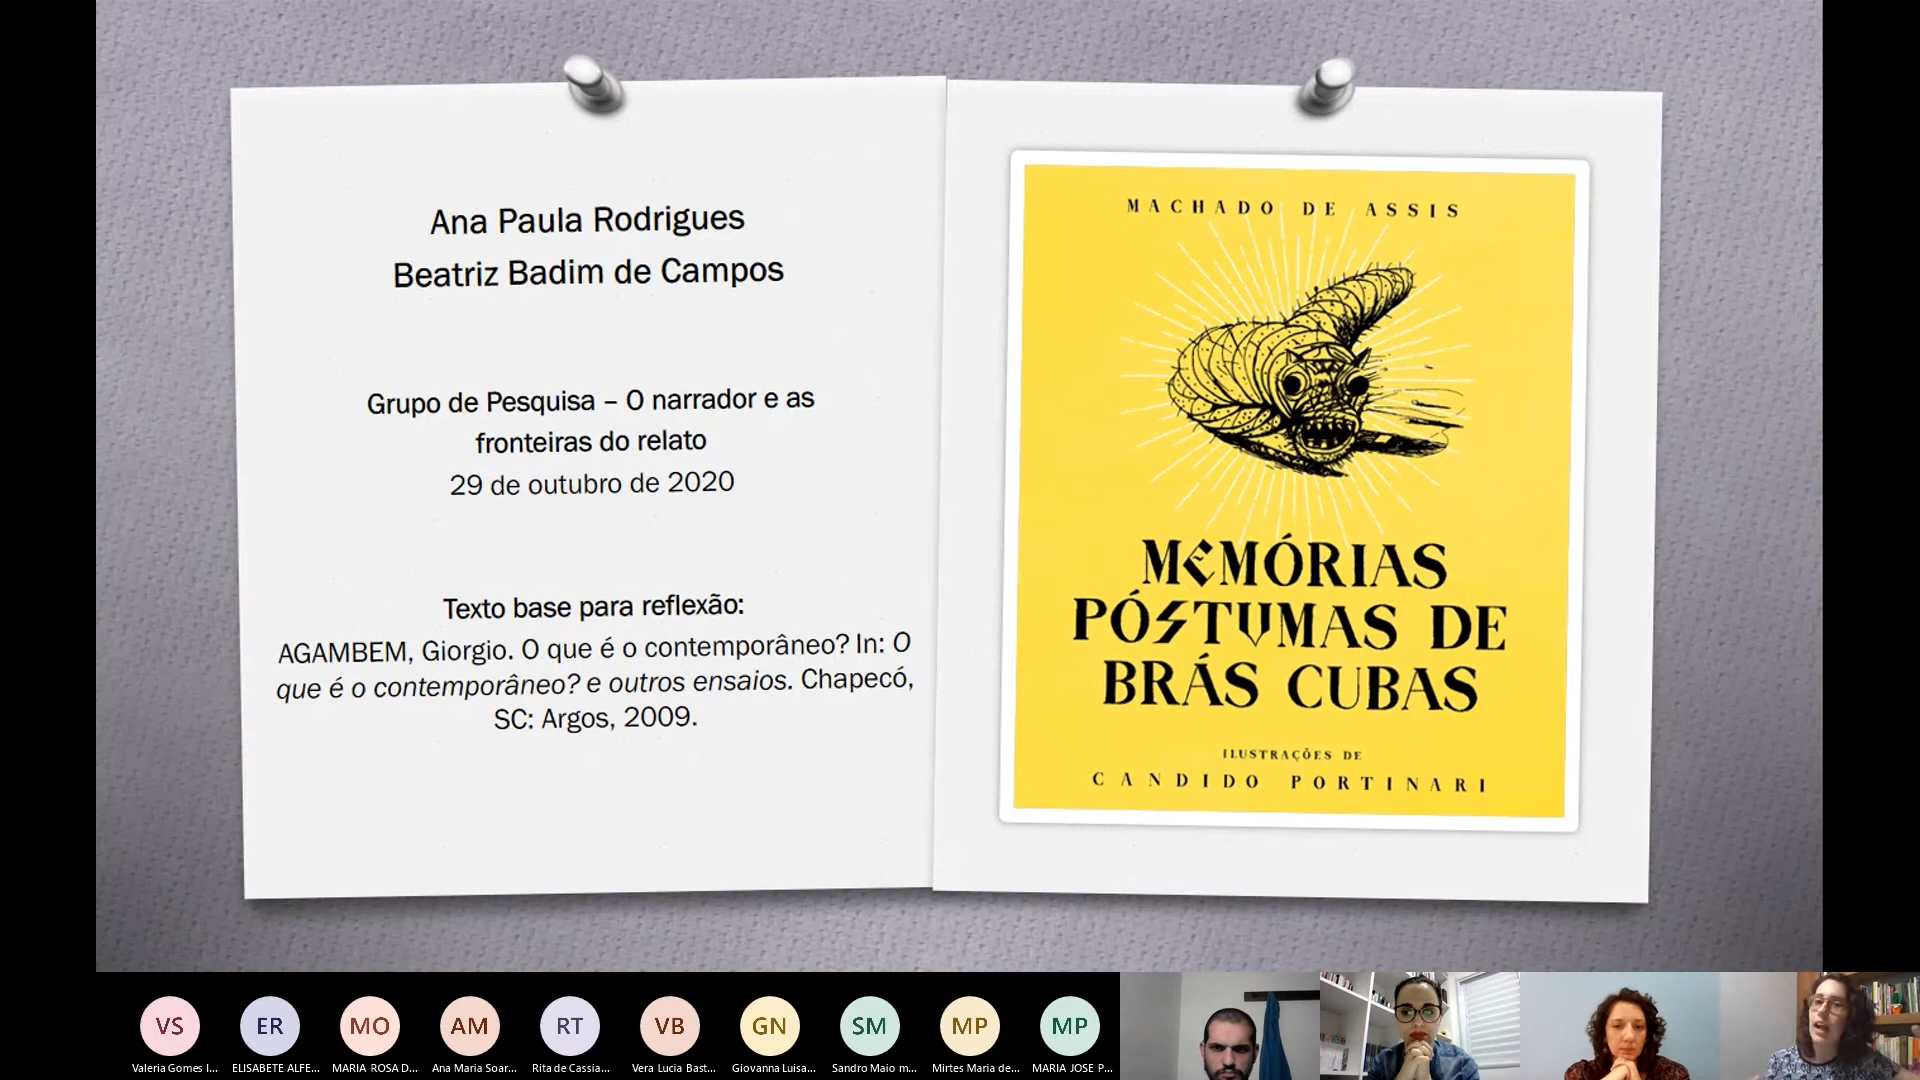 Ana Paula Rodrigues
Beatriz Badim de Campos
Grupo de Pesquisa – O narrador e as
fronteiras do relato
29 de outubro de 2020
Texto base para reflexão:
AGAMBEM, Giorgio. O que é o contemporâneo? In: O
que é o contemporâneo? e outros ensaios. Chapecó,
SC: Argos, 2009.
MACHADO DE ASSIS
MEMÓRIAS
PÓSTUMAS DE
BRÁS CUBAS
ILUSTRAÇÕES DE
CANDIDO PORTINARI
VS
ER
MO
AM
RT
VB
GN
SM
MP
MP
Valeria Gomes I...
ELISABETE ALFE...
MARIA ROSA D...
Ana Maria Soar...
Rita de Cassia...
Vera Lucia Bast...
Giovanna Luisa...
Sandro Maio m...
Mirtes Maria de...
MARIA JOSE P...